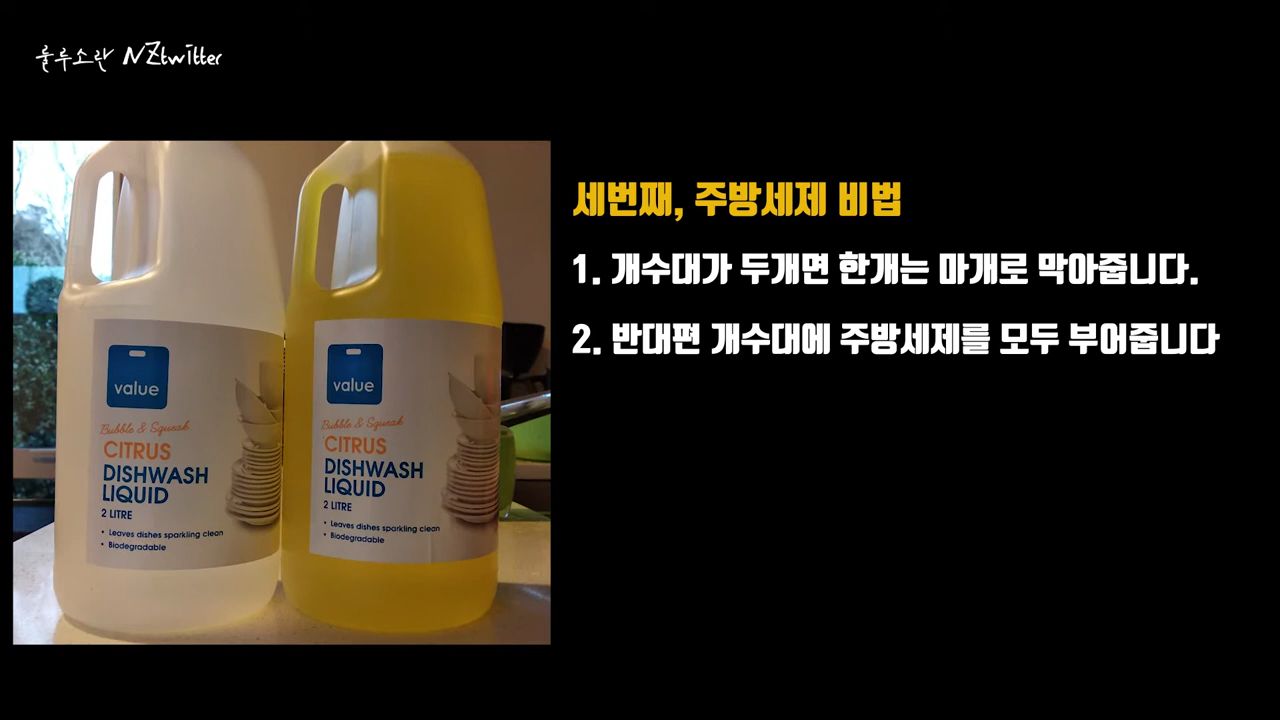 룰루소란 NZtwitter
세번째, 주방세제 비법
1. 개수대가 두개면 한개는 마개로 막아줍니다.
2. 반대편 개수대에 주방세제를 모두 부어줍니다
value
Bubble & Squeak
CITRUS
DISHWASH
LIQUID
2 LITRE
• Leaves dishes sparkling clean
• Biodegradable
value
Bubble & Squeak
CITRUS
DISHWASH
LIQUID
2 LITRE
• Leaves dishes sparkling clean
• Biodegradable